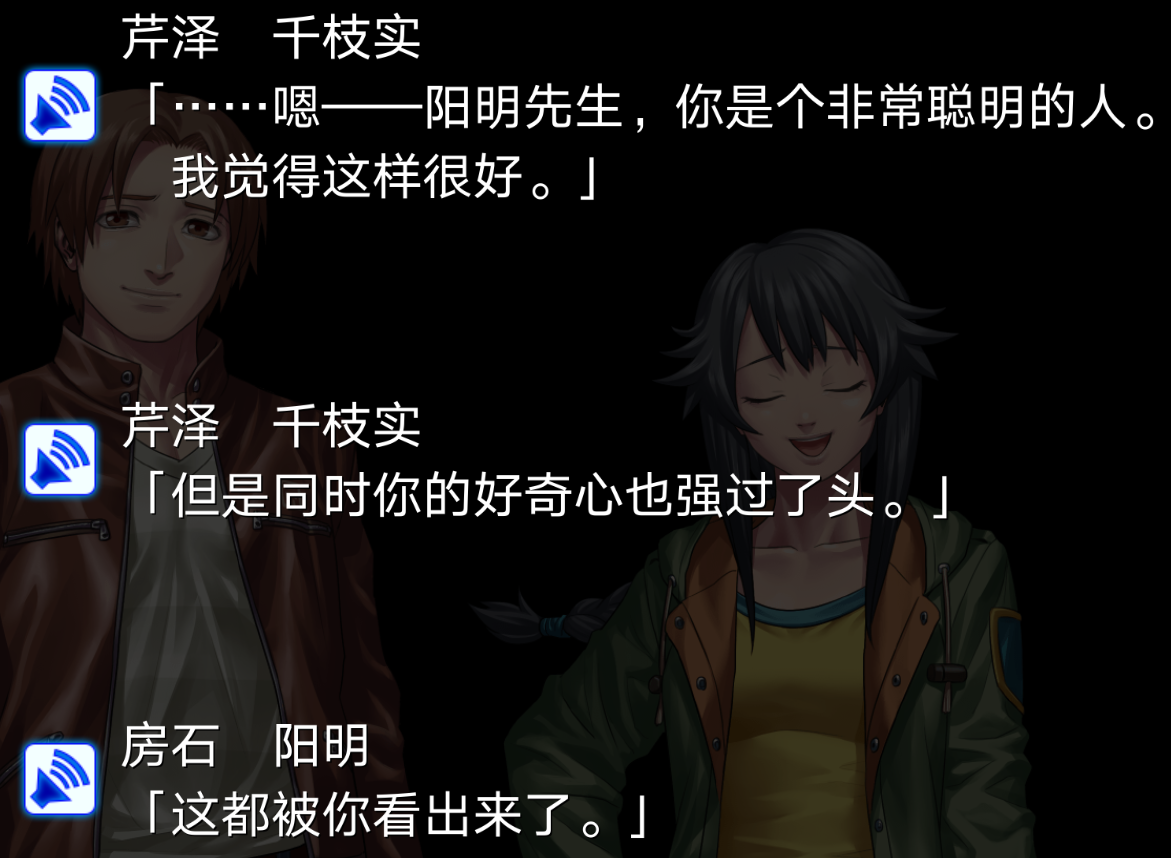 芹泽　千枝实
「……嗯——阳明先生，你是个非常聪明的人。
我觉得这样很好。」
芹泽　千枝实
「但是同时你的好奇心也强过了头。」
房石　阳明
「这都被你看出来了。」